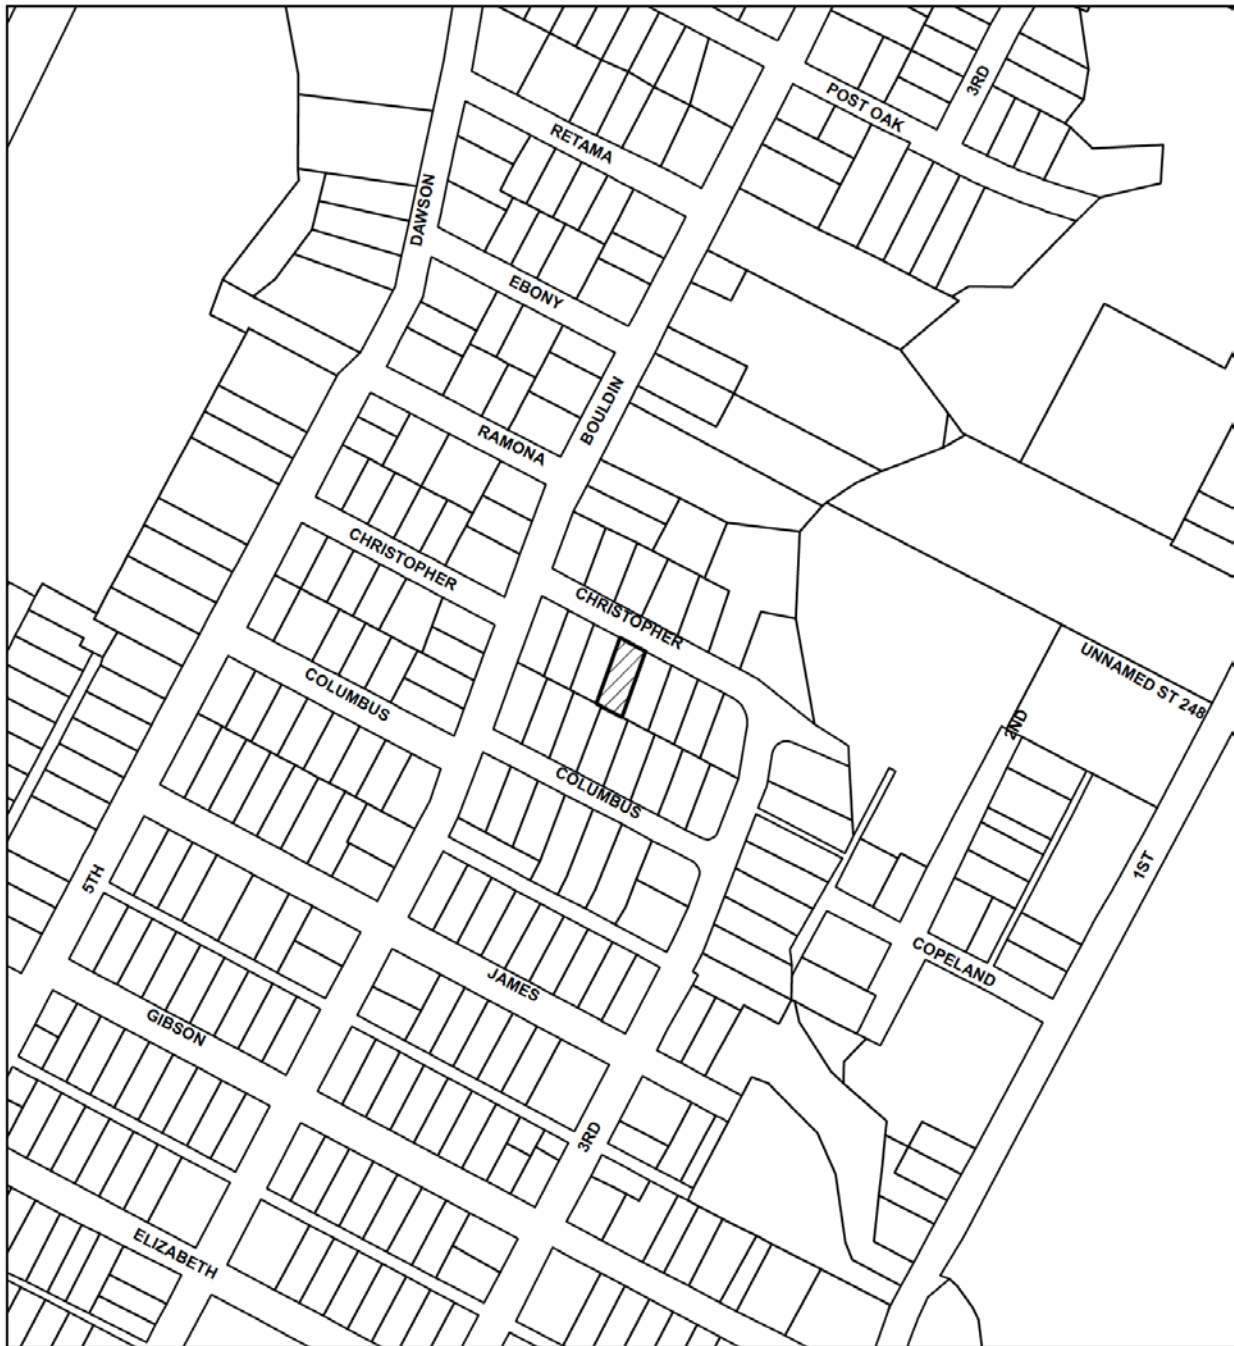 3RD
POST OAK
RETAMA
DAWSON
EBONY
BOULDIN
RAMONA
CHRISTOPHER
CHRISTOPHER
UNNAMED ST 248
COLUMBUS
2ND
COLUMBUS
1ST
5TH
COPELAND
JAMES
GIBSON
3RD
ELIZABETH